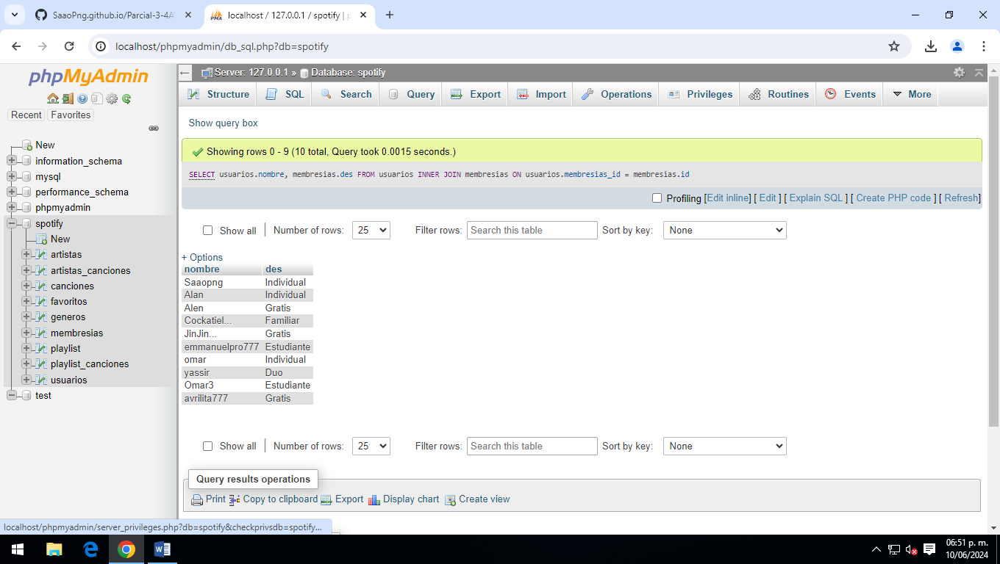 SaaoPng.github.io/Parcial-3-4A
localhost / 127.0.0.1 / spotify | p
localhost/phpmyadmin/db_sql.php?db=spotify
phpMyAdmin
Recent
Favorites
New
information_schema
mysql
performance_schema
phpmyadmin
spotify
New
artistas
artistas_canciones
canciones
favoritos
generos
membresias
playlist
playlist_canciones
usuarios
test
Server: 127.0.0.1 » Database: spotify
Structure SQL Search Query Export Import Operations Privileges Routines Events More
Show query box
Showing rows 0 - 9 (10 total, Query took 0.0015 seconds.)
SELECT usuarios.nombre, membresias.des FROM usuarios INNER JOIN membresias ON usuarios.membresias_id = membresias.id
Profiling [Edit inline] [ Edit ] [ Explain SQL ] [ Create PHP code ] [ Refresh]
Show all | Number of rows: 25 Filter rows: Search this table Sort by key: None
+ Options
nombre des
Saaopng Individual
Alan Individual
Alen Gratis
Cockatiel... Familiar
JinJin... Gratis
emmanuelpro777 Estudiante
omar Individual
yassir Duo
Omar3 Estudiante
avrilita777 Gratis
Show all | Number of rows: 25 Filter rows: Search this table Sort by key: None
Query results operations
Print Copy to clipboard Export Display chart Create view
localhost/phpmyadmin/server_privileges.php?db=spotify&checkprivsdb=spotify...
06:51 p. m.
10/06/2024